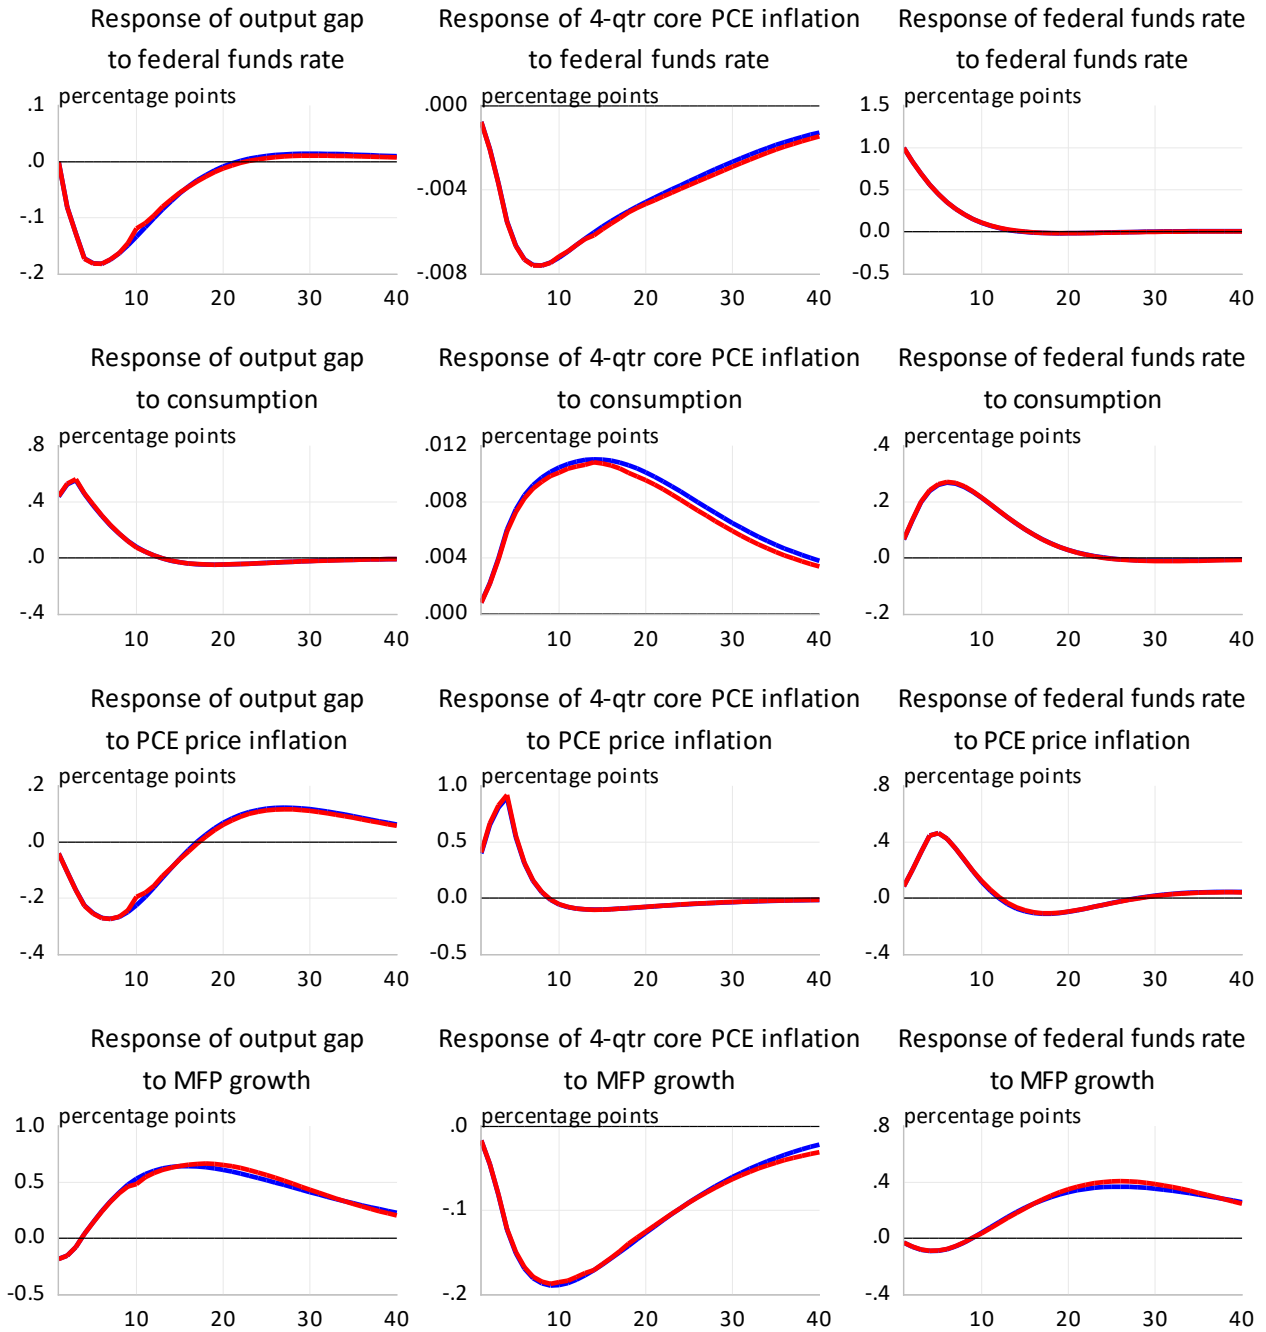 Response of output gap
to federal funds rate
percentage points
.1
.0
-.1
-.2
10 20 30 40
Response of 4-qtr core PCE inflation
to federal funds rate
percentage points
.000
-.004
-.008
10 20 30 40
Response of federal funds rate
to federal funds rate
percentage points
1.5
1.0
0.5
0.0
-0.5
10 20 30 40
Response of output gap
to consumption
percentage points
.8
.4
.0
-.4
10 20 30 40
Response of 4-qtr core PCE inflation
to consumption
percentage points
.012
.008
.004
.000
10 20 30 40
Response of federal funds rate
to consumption
percentage points
.4
.2
.0
-.2
10 20 30 40
Response of output gap
to PCE price inflation
percentage points
.2
.0
-.2
-.4
10 20 30 40
Response of 4-qtr core PCE inflation
to PCE price inflation
percentage points
1.0
0.5
0.0
-0.5
10 20 30 40
Response of federal funds rate
to PCE price inflation
percentage points
.8
.4
.0
-.4
10 20 30 40
Response of output gap
to MFP growth
percentage points
1.0
0.5
0.0
-0.5
10 20 30 40
Response of 4-qtr core PCE inflation
to MFP growth
percentage points
.0
-.1
-.2
10 20 30 40
Response of federal funds rate
to MFP growth
percentage points
.8
.4
.0
-.4
10 20 30 40